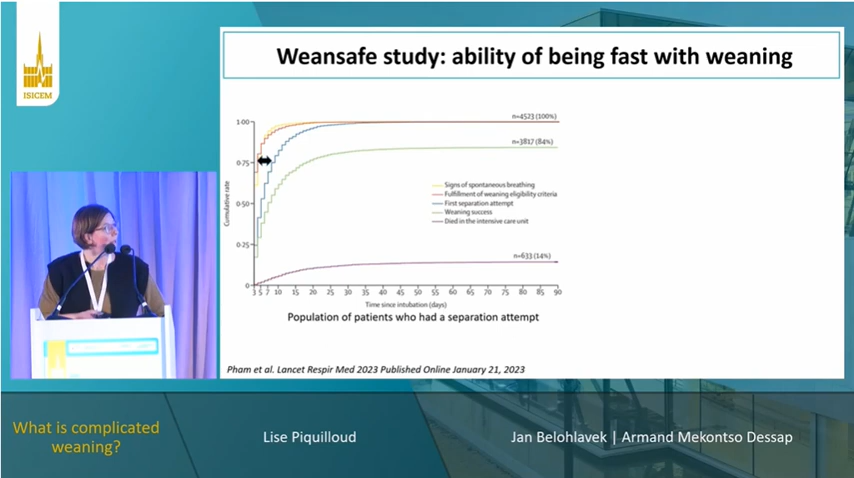 ISICEM
Weansafe study: ability of being fast with weaning
n=4523 (100%)
1·00
n=3817 (84%)
0·75
Signs of spontaneous breathing
Fulfillment of weaning eligibility criteria
First separation attempt
Weaning success
Died in the intensive care unit
Cumulative rate
0·50
0·25
n=633 (14%)
0
3 5 7 10 15 20 25 30 35 40 45 50 55 60 65 70 75 80 85 90
Time since intubation (days)
Population of patients who had a separation attempt
Pham et al. Lancet Respir Med 2023 Published Online January 21, 2023
What is complicated
weaning?
Lise Piquilloud
Jan Belohlavek | Armand Mekontso Dessap